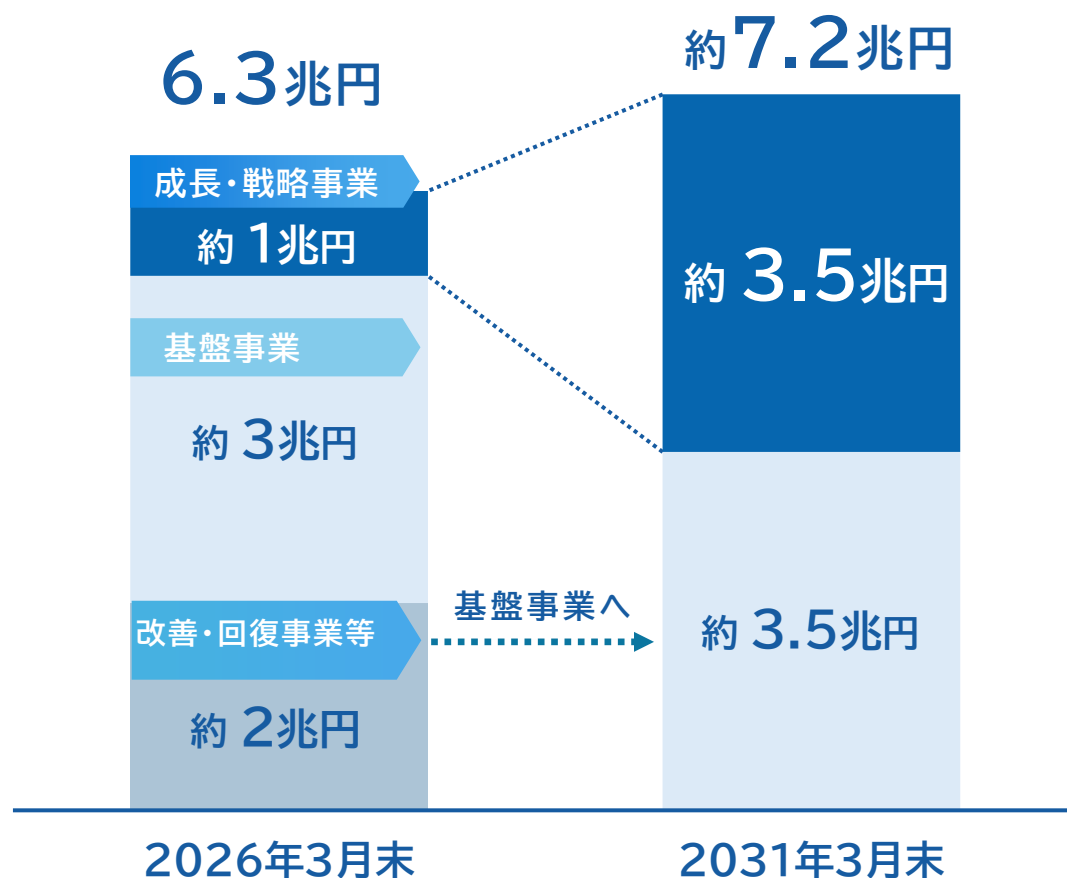 6.3兆円
成長・戦略事業
約 1兆円
基盤事業
約 3兆円
改善・回復事業等
約 2兆円
2026年3月末
基盤事業へ
約7.2兆円
約 3.5兆円
約 3.5兆円
2031年3月末